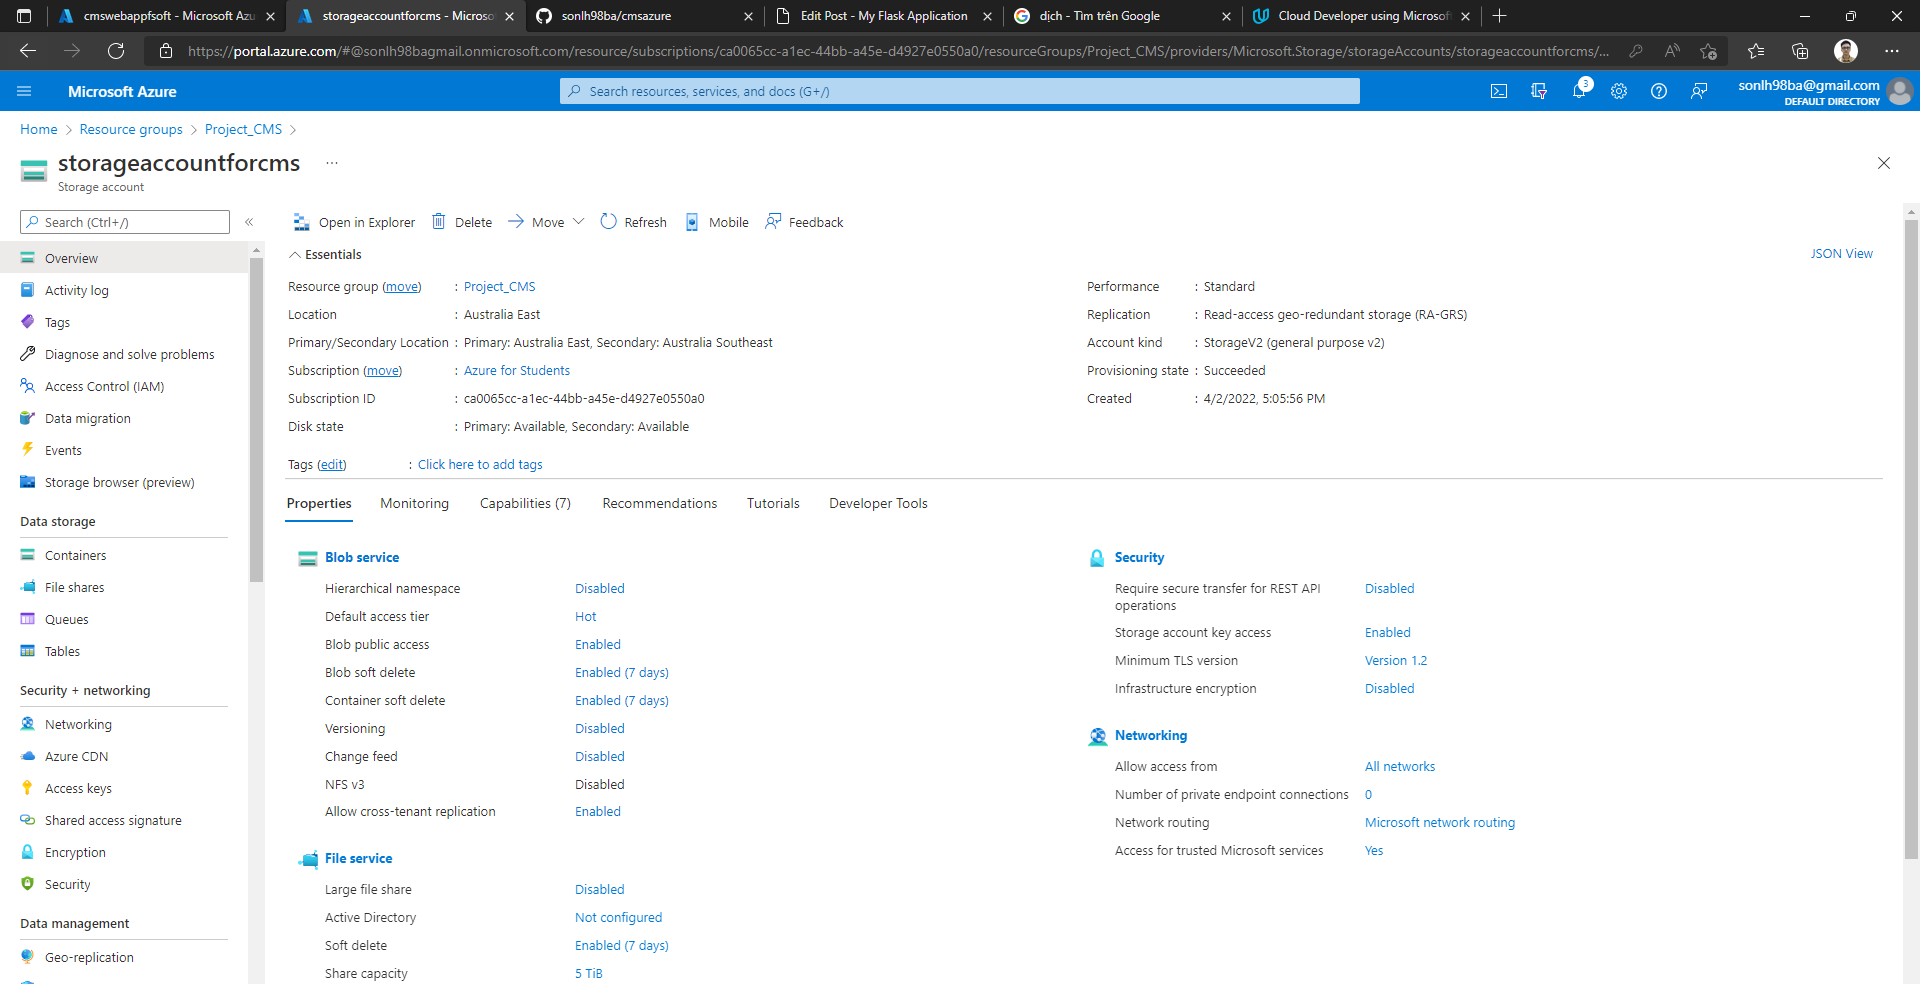 cmswebappfsoft - Microsoft Azu
storageaccountforcms - Microso
sonlh98ba/cmsazure
Edit Post - My Flask Application
dịch - Tìm trên Google
Cloud Developer using Microsof
https://portal.azure.com/#@sonlh98bagmail.onmicrosoft.com/resource/subscriptions/ca0065cc-a1ec-44bb-a45e-d4927e0550a0/resourceGroups/Project_CMS/providers/Microsoft.Storage/storageAccounts/storageaccountforcms/...
Microsoft Azure
Search resources, services, and docs (G+/)
3
sonlh98ba@gmail.com
DEFAULT DIRECTORY
Home > Resource groups > Project_CMS >
storageaccountforcms ...
Storage account
Search (Ctrl+/)
«
Open in Explorer
Delete
Move
Refresh
Mobile
Feedback
Overview
Activity log
Tags
Diagnose and solve problems
Access Control (IAM)
Data migration
Events
Storage browser (preview)
Data storage
Containers
File shares
Queues
Tables
Security + networking
Networking
Azure CDN
Access keys
Shared access signature
Encryption
Security
Data management
Geo-replication
Essentials
JSON View
Resource group (move) : Project_CMS
Location : Australia East
Primary/Secondary Location : Primary: Australia East, Secondary: Australia Southeast
Subscription (move) : Azure for Students
Subscription ID : ca0065cc-a1ec-44bb-a45e-d4927e0550a0
Disk state : Primary: Available, Secondary: Available
Performance : Standard
Replication : Read-access geo-redundant storage (RA-GRS)
Account kind : StorageV2 (general purpose v2)
Provisioning state : Succeeded
Created : 4/2/2022, 5:05:56 PM
Tags (edit) : Click here to add tags
Properties
Monitoring
Capabilities (7)
Recommendations
Tutorials
Developer Tools
Blob service
Hierarchical namespace Disabled
Default access tier Hot
Blob public access Enabled
Blob soft delete Enabled (7 days)
Container soft delete Enabled (7 days)
Versioning Disabled
Change feed Disabled
NFS v3 Disabled
Allow cross-tenant replication Enabled
File service
Large file share Disabled
Active Directory Not configured
Soft delete Enabled (7 days)
Share capacity 5 TiB
Security
Require secure transfer for REST API Disabled
operations
Storage account key access Enabled
Minimum TLS version Version 1.2
Infrastructure encryption Disabled
Networking
Allow access from All networks
Number of private endpoint connections 0
Network routing Microsoft network routing
Access for trusted Microsoft services Yes